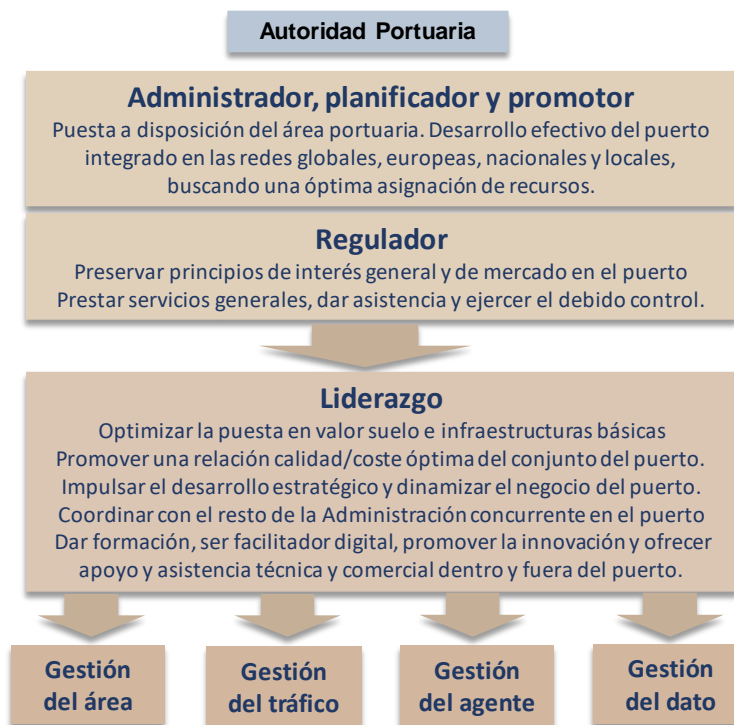 Autoridad Portuaria
Administrador, planificador y promotor
Puesta a disposición del área portuaria. Desarrollo efectivo del puerto
integrado en las redes globales, europeas, nacionales y locales,
buscando una óptima asignación de recursos.
Regulador
Preservar principios de interés general y de mercado en el puerto
Prestar servicios generales, dar asistencia y ejercer el debido control.
Liderazgo
Optimizar la puesta en valor suelo e infraestructuras básicas
Promover una relación calidad/coste óptima del conjunto del puerto.
Impulsar el desarrollo estratégico y dinamizar el negocio del puerto.
Coordinar con el resto de la Administración concurrente en el puerto
Dar formación, ser facilitador digital, promover la innovación y ofrecer
apoyo y asistencia técnica y comercial dentro y fuera del puerto.
Gestión
del área
Gestión
del tráfico
Gestión
del agente
Gestión
del dato